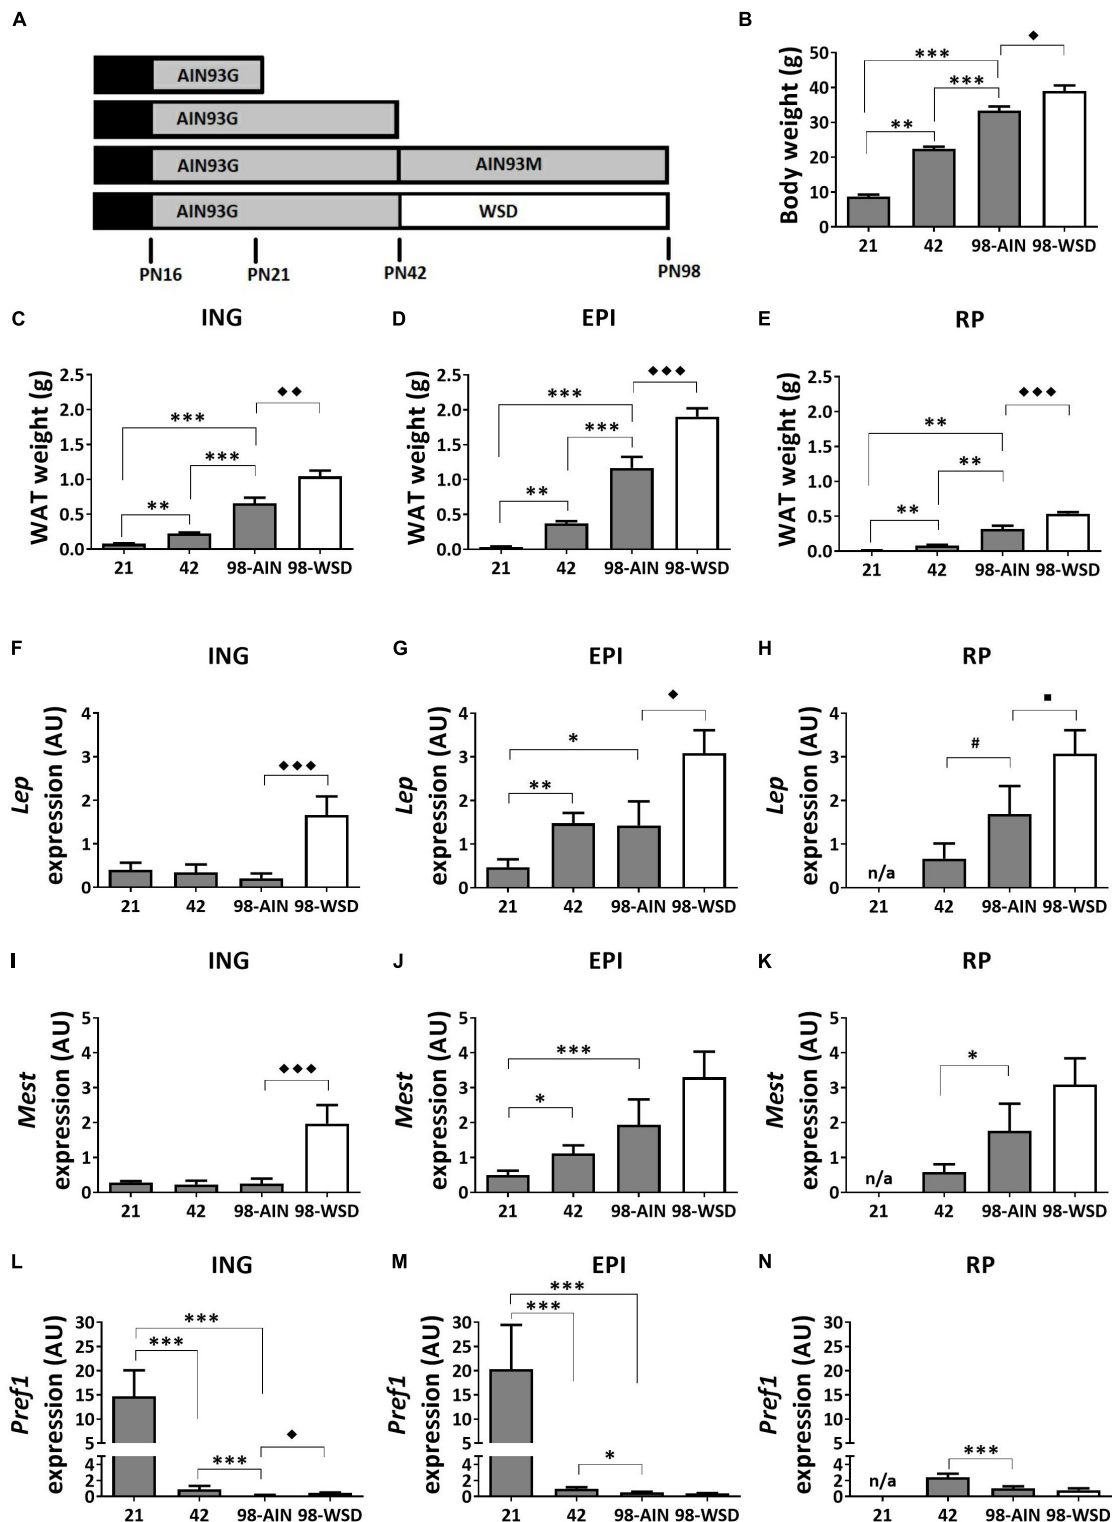 A
AIN93G
AIN93G
AIN93G AIN93M
AIN93G WSD
PN16 PN21 PN42 PN98
B
Body weight (g)
50
40
30
20
10
0
*** ♦
***
**
21 42 98-AIN 98-WSD
C ING
WAT weight (g)
2.5
2.0
1.5
1.0
0.5
0.0
♦♦
***
***
**
21 42 98-AIN 98-WSD
D EPI
WAT weight (g)
2.5
2.0
1.5
1.0
0.5
0.0
♦♦♦
***
***
**
21 42 98-AIN 98-WSD
E RP
WAT weight (g)
2.5
2.0
1.5
1.0
0.5
0.0
♦♦♦
**
**
**
21 42 98-AIN 98-WSD
F ING
Lep
expression (AU)
4
3
2
1
0
♦♦♦
21 42 98-AIN 98-WSD
G EPI
Lep
expression (AU)
4
3
2
1
0
♦
*
**
21 42 98-AIN 98-WSD
H RP
Lep
expression (AU)
4
3
2
1
0
■
#
n/a
21 42 98-AIN 98-WSD
I ING
Mest
expression (AU)
5
4
3
2
1
0
♦♦♦
21 42 98-AIN 98-WSD
J EPI
Mest
expression (AU)
5
4
3
2
1
0
***
*
21 42 98-AIN 98-WSD
K RP
Mest
expression (AU)
5
4
3
2
1
0
*
n/a
21 42 98-AIN 98-WSD
L ING
Pref1
expression (AU)
30
25
20
15
10
5
4
2
0
***
***
♦
***
21 42 98-AIN 98-WSD
M EPI
Pref1
expression (AU)
30
25
20
15
10
5
4
2
0
***
***
*
21 42 98-AIN 98-WSD
N RP
Pref1
expression (AU)
30
25
20
15
10
5
4
2
0
***
n/a
21 42 98-AIN 98-WSD